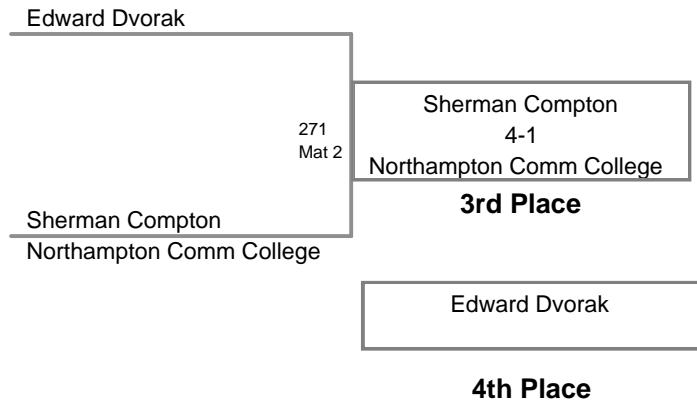 Edward Dvorak
271
Mat 2
Sherman Compton
4-1
Northampton Comm College
3rd Place
Sherman Compton
Northampton Comm College
Edward Dvorak
4th Place